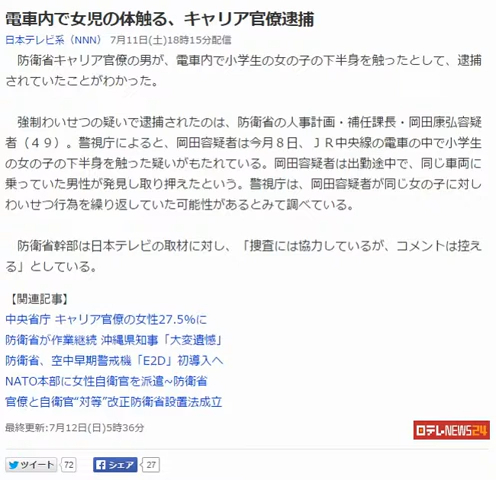 電車内で女児の体触る、キャリア官僚逮捕
日本テレビ系（NNN） 7月11日(土)18時15分配信
防衛省キャリア官僚の男が、電車内で小学生の女の子の下半身を触ったとして、逮捕
されていたことがわかった。
強制わいせつの疑いで逮捕されたのは、防衛省の人事計画・補任課長・岡田康弘容疑
者（４９）。警視庁によると、岡田容疑者は今月８日、ＪＲ中央線の電車の中で小学生
の女の子の下半身を触った疑いがもたれている。岡田容疑者は出勤途中で、同じ車両に
乗っていた男性が発見し取り押えたという。警視庁は、岡田容疑者が同じ女の子に対し
わいせつ行為を繰り返していた可能性があるとみて調べている。
防衛省幹部は日本テレビの取材に対し、「捜査には協力しているが、コメントは控え
る」としている。
【関連記事】
中央省庁 キャリア官僚の女性27.5%に
防衛省が作業継続 沖縄県知事「大変遺憾」
防衛省、空中早期警戒機「E2D」初導入へ
NATO本部に女性自衛官を派遣~防衛省
官僚と自衛官“対等”改正防衛省設置法成立
最終更新:7月12日(日)5時36分
日テレNEWS24
ツイート 72 シェア 27